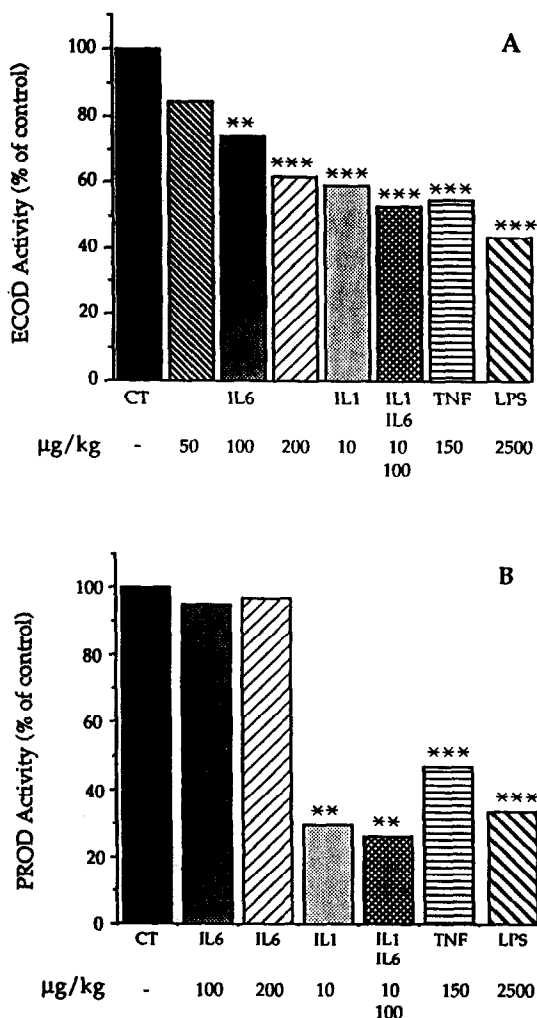 A
ECOD Activity (% of control)
100
80
60
40
20
0
**
***
***
***
***
***
CT IL6 IL1 IL1 TNF LPS
IL6
μg/kg - 50 100 200 10 10 150 2500
100
B
PROD Activity (% of control)
100
80
60
40
20
0
**
**
***
***
CT IL6 IL6 IL1 IL1 TNF LPS
IL6
μg/kg - 100 200 10 10 150 2500
100